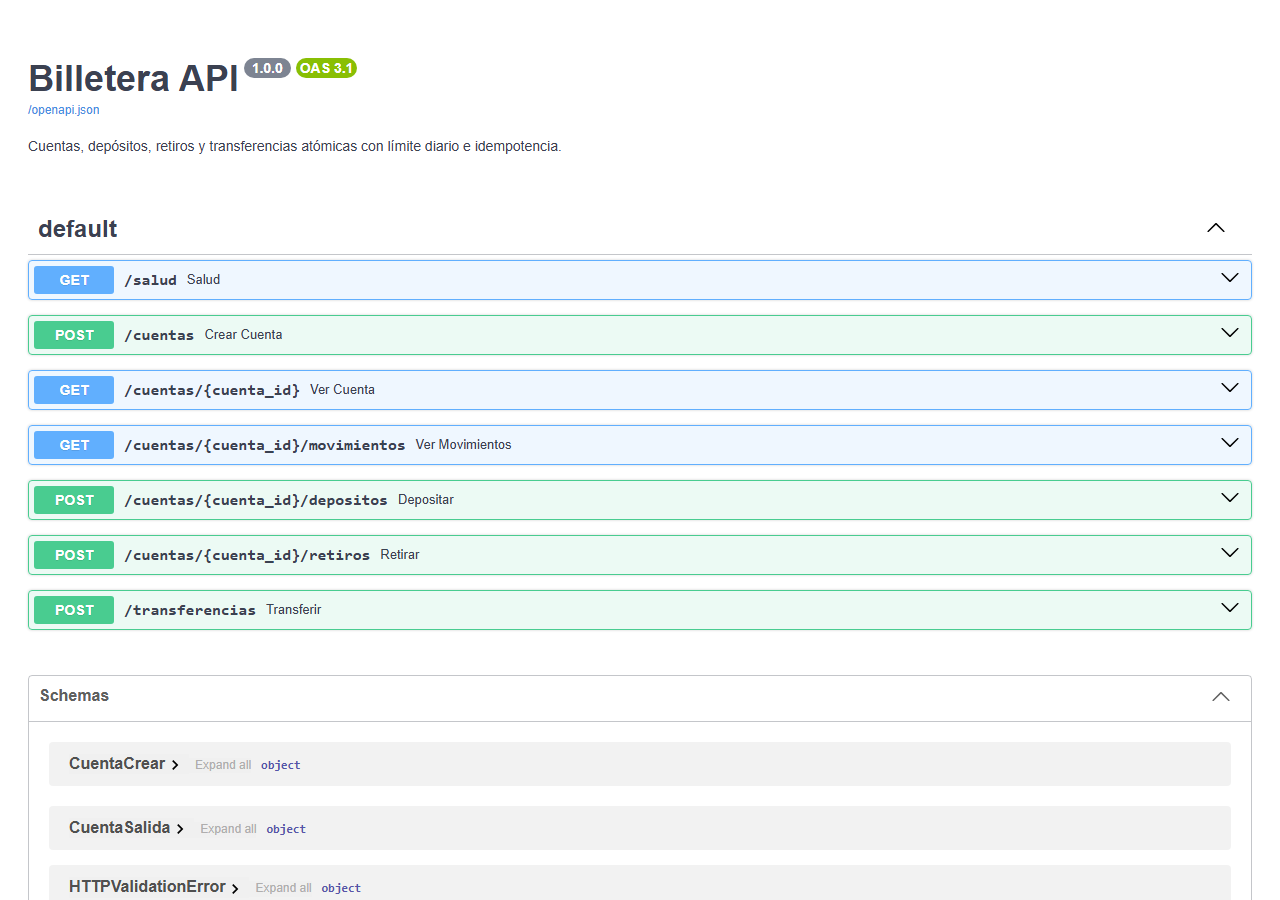 Billetera API 1.0.0 OAS 3.1
/openapi.json
Cuentas, depósitos, retiros y transferencias atómicas con límite diario e idempotencia.
default
GET /salud Salud
POST /cuentas Crear Cuenta
GET /cuentas/{cuenta_id} Ver Cuenta
GET /cuentas/{cuenta_id}/movimientos Ver Movimientos
POST /cuentas/{cuenta_id}/depositos Depositar
POST /cuentas/{cuenta_id}/retiros Retirar
POST /transferencias Transferir
Schemas
CuentaCrear Expand all object
CuentaSalida Expand all object
HTTPValidationError Expand all object